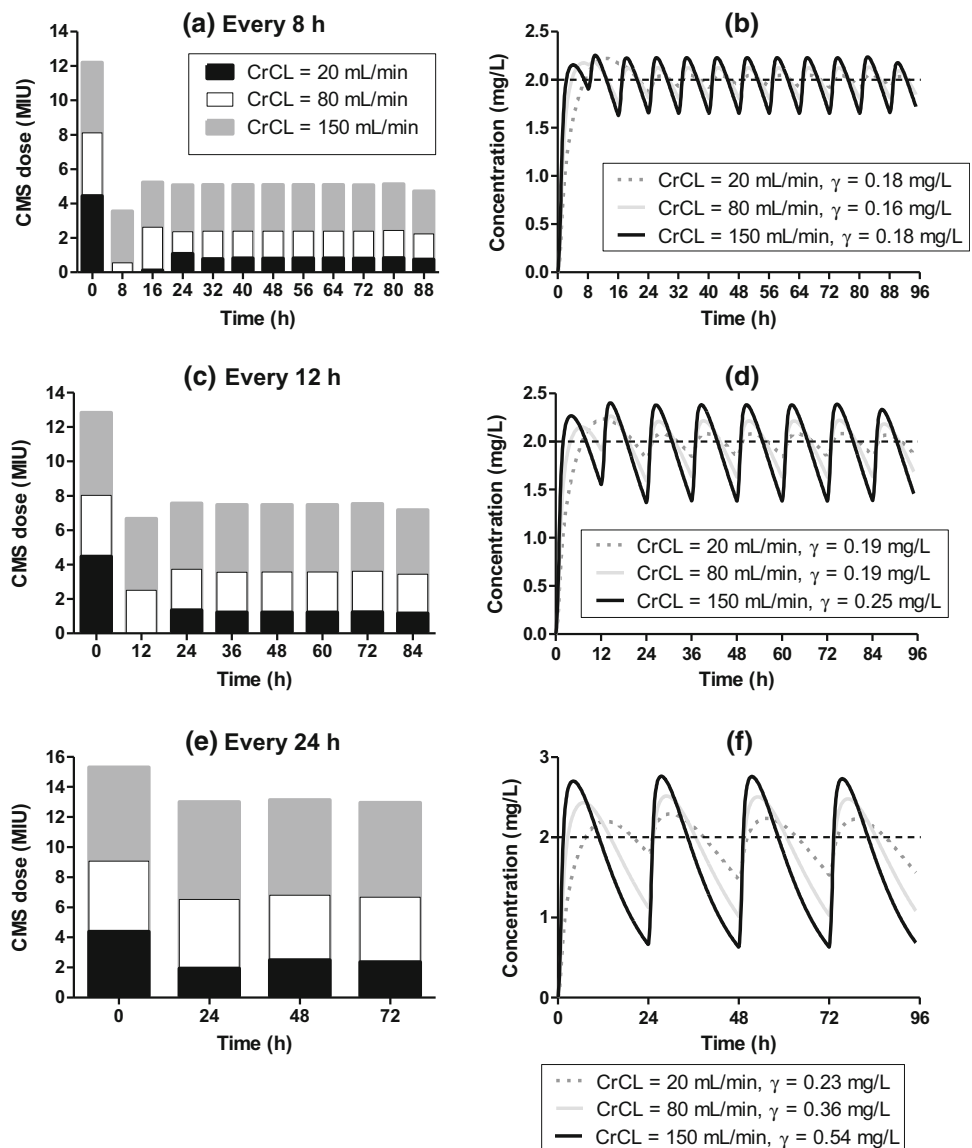 (a) Every 8 h
CMS dose (MIU)
14
12
10
8
6
4
2
0
CrCL = 20 mL/min
CrCL = 80 mL/min
CrCL = 150 mL/min
0 8 16 24 32 40 48 56 64 72 80 88
Time (h)
(b)
Concentration (mg/L)
2.5
2.0
1.5
1.0
0.5
0.0
CrCL = 20 mL/min, γ = 0.18 mg/L
CrCL = 80 mL/min, γ = 0.16 mg/L
CrCL = 150 mL/min, γ = 0.18 mg/L
0 8 16 24 32 40 48 56 64 72 80 88 96
Time (h)
(c) Every 12 h
CMS dose (MIU)
14
12
10
8
6
4
2
0
0 12 24 36 48 60 72 84
Time (h)
(d)
Concentration (mg/L)
2.5
2.0
1.5
1.0
0.5
0.0
CrCL = 20 mL/min, γ = 0.19 mg/L
CrCL = 80 mL/min, γ = 0.19 mg/L
CrCL = 150 mL/min, γ = 0.25 mg/L
0 12 24 36 48 60 72 84 96
Time (h)
(e) Every 24 h
CMS dose (MIU)
16
14
12
10
8
6
4
2
0
0 24 48 72
Time (h)
(f)
Concentration (mg/L)
3
2
1
0
0 24 48 72 96
Time (h)
CrCL = 20 mL/min, γ = 0.23 mg/L
CrCL = 80 mL/min, γ = 0.36 mg/L
CrCL = 150 mL/min, γ = 0.54 mg/L